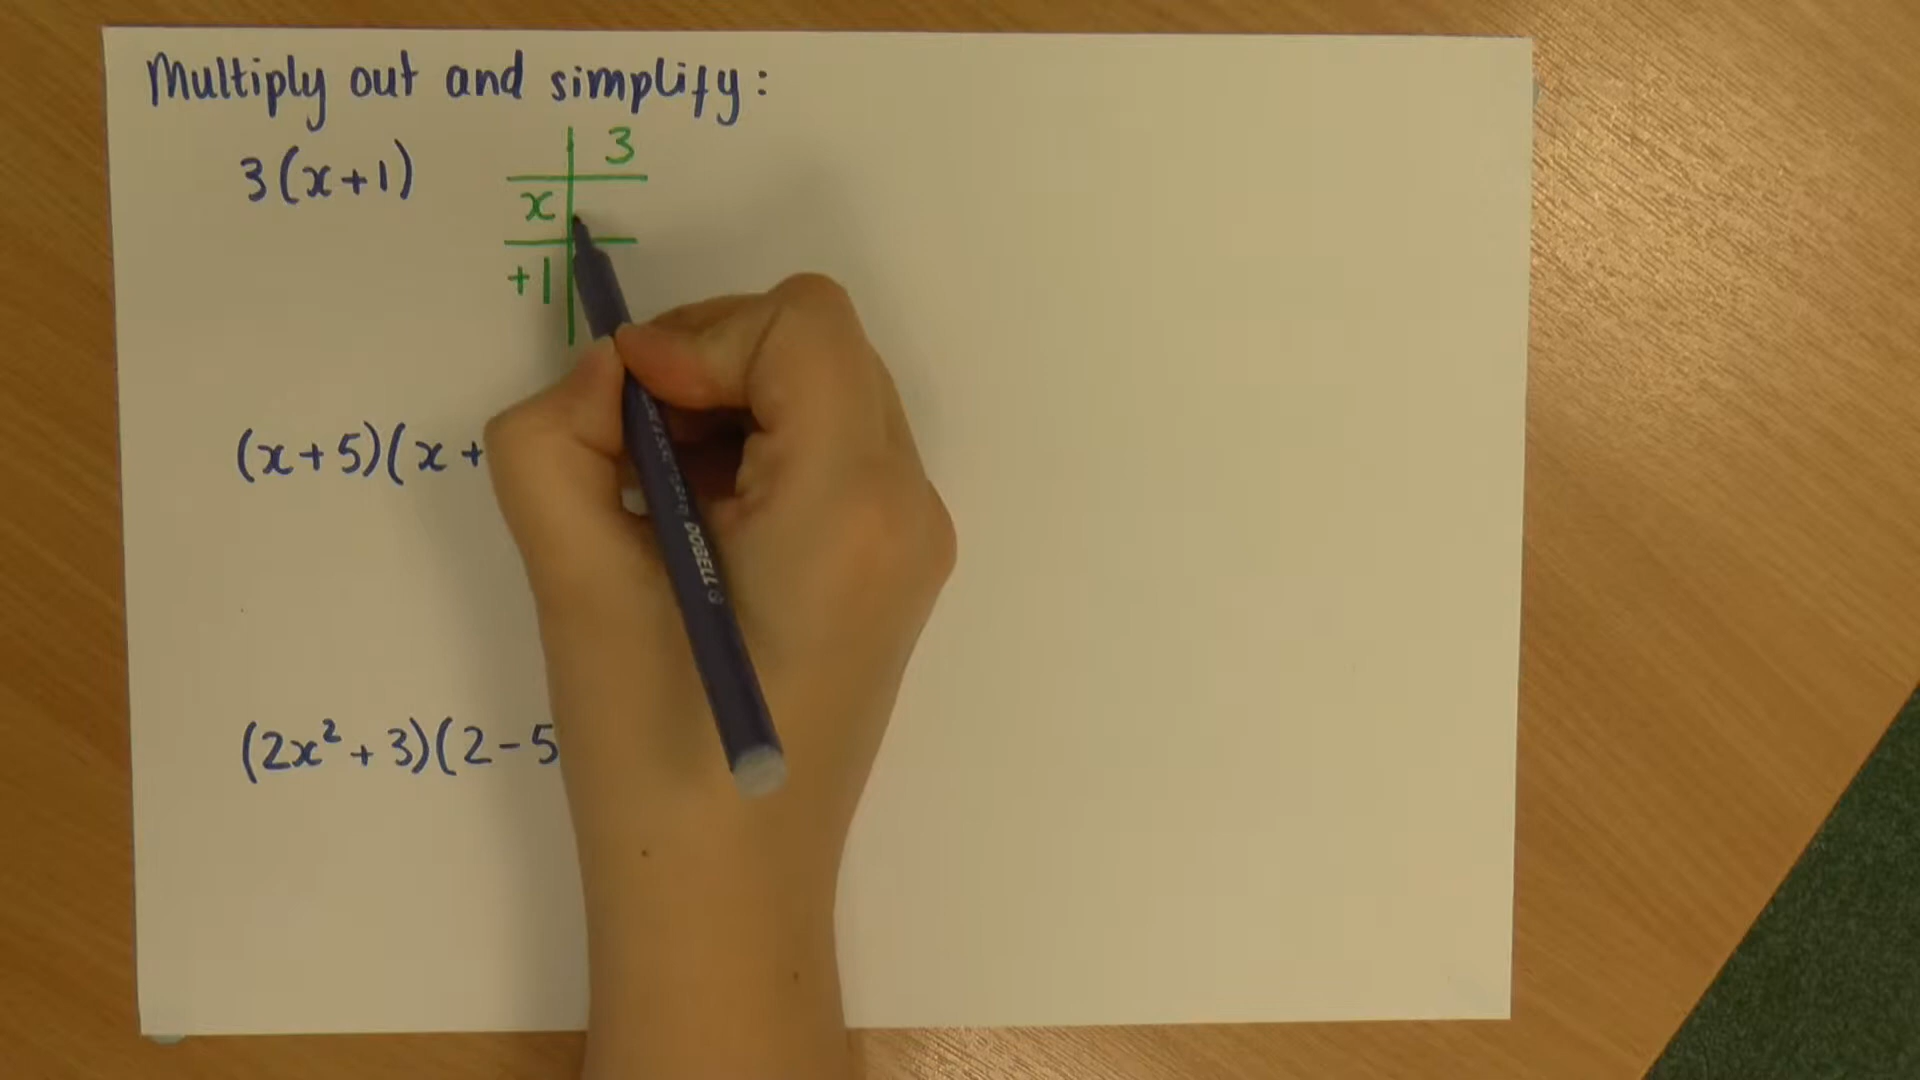 Multiply out and simplify:
3(x+1)
3
x
+1
(x+5)(x+
(2x²+3)(2-5
DOBELL